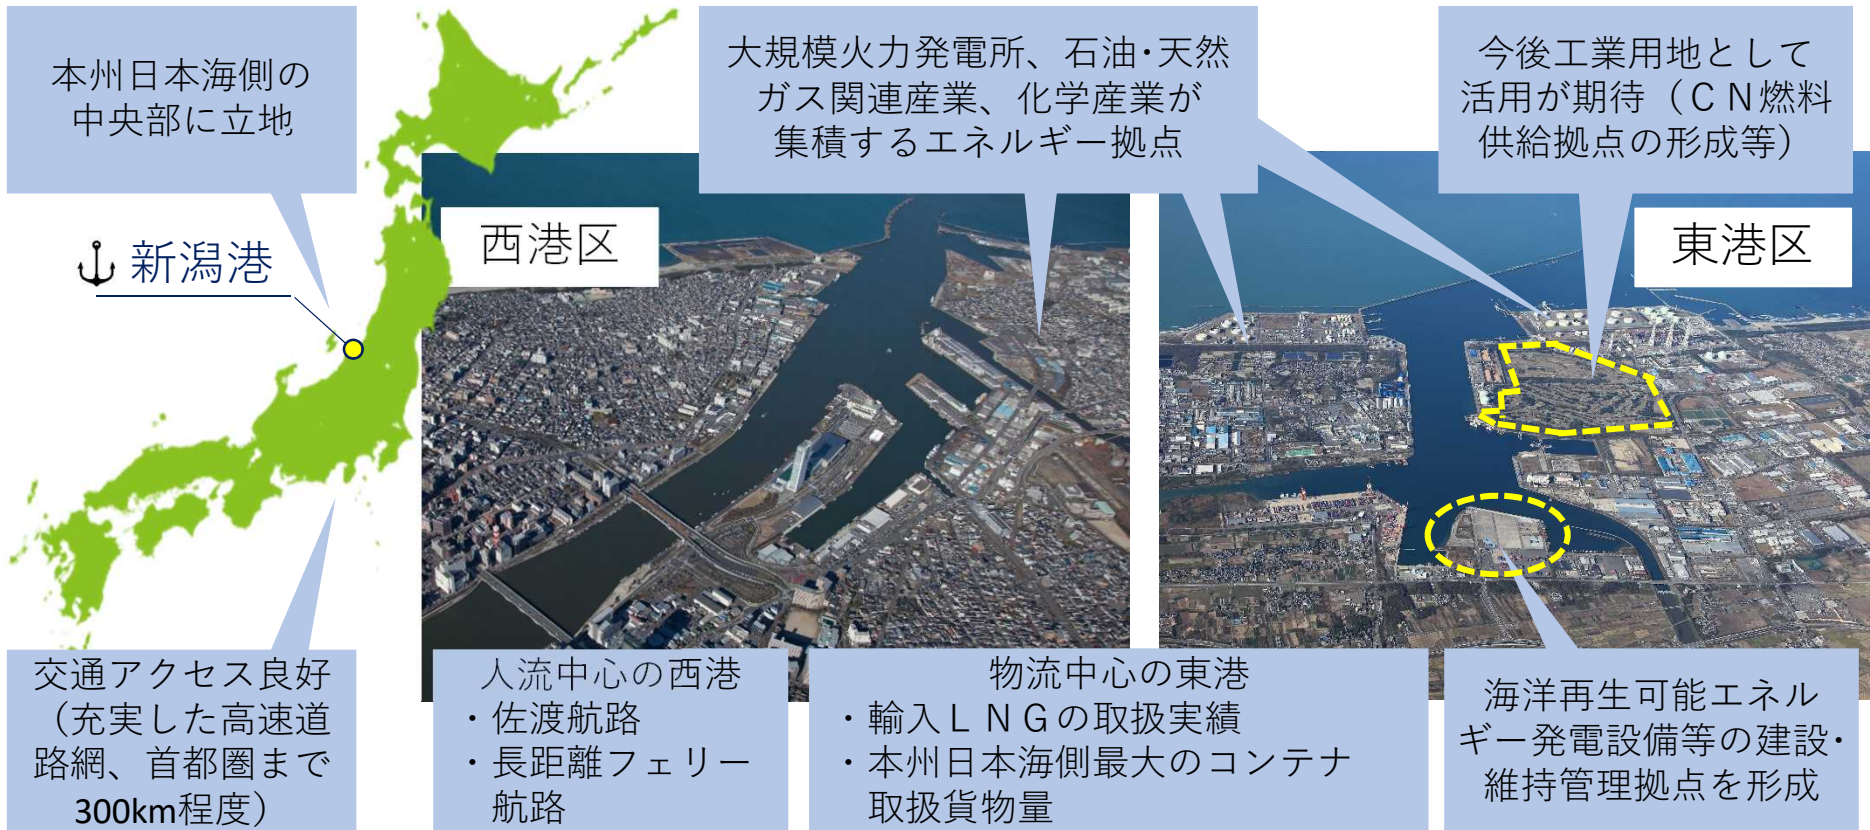 本州日本海側の
中央部に立地
新潟港
交通アクセス良好
（充実した高速道
路網、首都圏まで
300km程度）
大規模火力発電所、石油･天然
ガス関連産業、化学産業が
集積するエネルギー拠点
今後工業用地として
活用が期待（ＣＮ燃料
供給拠点の形成等）
西港区
東港区
人流中心の西港
・佐渡航路
・長距離フェリー
航路
物流中心の東港
・輸入ＬＮＧの取扱実績
・本州日本海側最大のコンテナ
取扱貨物量
海洋再生可能エネル
ギー発電設備等の建設･
維持管理拠点を形成